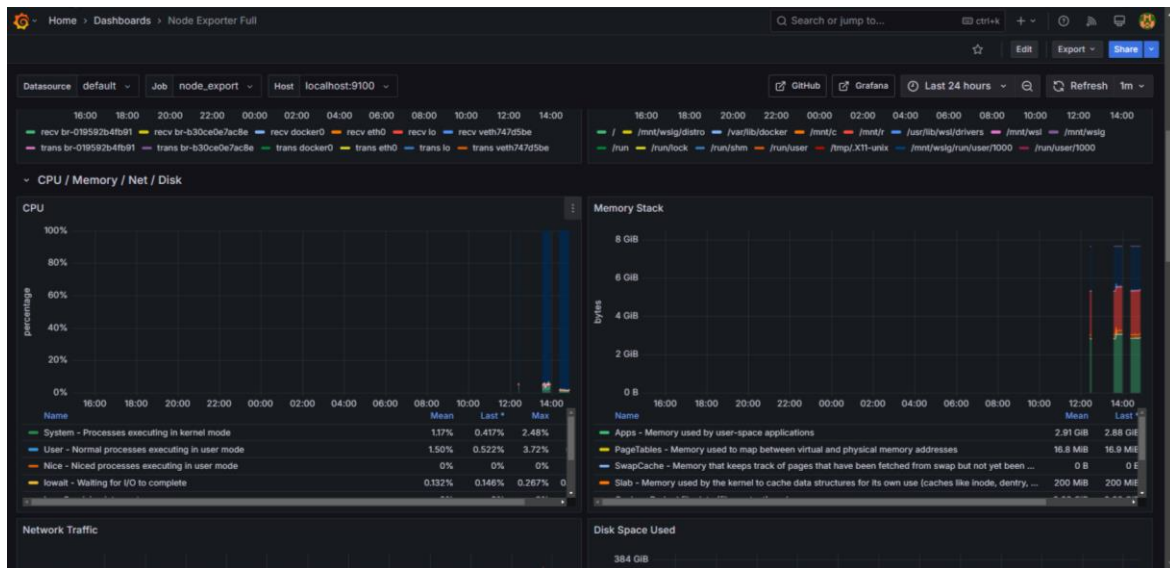 Home > Dashboards > Node Exporter Full
Search or jump to...
ctrl+k
Edit
Export
Share
Datasource default
Job node_export
Host localhost:9100
GitHub
Grafana
Last 24 hours
Refresh 1m
16:00 18:00 20:00 22:00 00:00 02:00 04:00 06:00 08:00 10:00 12:00 14:00
recv br-019592b4fb91 recv br-b30ce0e7ac8e recv docker0 recv eth0 recv lo recv veth747d5be
trans br-019592b4fb91 trans br-b30ce0e7ac8e trans docker0 trans eth0 trans lo trans veth747d5be
16:00 18:00 20:00 22:00 00:00 02:00 04:00 06:00 08:00 10:00 12:00 14:00
/ /mnt/wslg/distro /var/lib/docker /mnt/c /mnt/r /usr/lib/wsl/drivers /mnt/wsl /mnt/wslg
/run /run/lock /run/shm /run/user /tmp/.X11-unix /mnt/wslg/run/user/1000 /run/user/1000
CPU / Memory / Net / Disk
CPU
100%
80%
60%
40%
20%
0%
percentage
16:00 18:00 20:00 22:00 00:00 02:00 04:00 06:00 08:00 10:00 12:00 14:00
Name Mean Last * Max
System - Processes executing in kernel mode 1.17% 0.417% 2.48%
User - Normal processes executing in user mode 1.50% 0.522% 3.72%
Nice - Niced processes executing in user mode 0% 0% 0%
Iowait - Waiting for I/O to complete 0.132% 0.146% 0.267% 0
Memory Stack
8 GiB
6 GiB
4 GiB
2 GiB
0 B
bytes
16:00 18:00 20:00 22:00 00:00 02:00 04:00 06:00 08:00 10:00 12:00 14:00
Name Mean Last *
Apps - Memory used by user-space applications 2.91 GiB 2.88 GiB
PageTables - Memory used to map between virtual and physical memory addresses 16.8 MiB 16.9 MiB
SwapCache - Memory that keeps track of pages that have been fetched from swap but not yet been ... 0 B 0 B
Slab - Memory used by the kernel to cache data structures for its own use (caches like inode, dentry, ... 200 MiB 200 MiB
Network Traffic
Disk Space Used
384 GiB